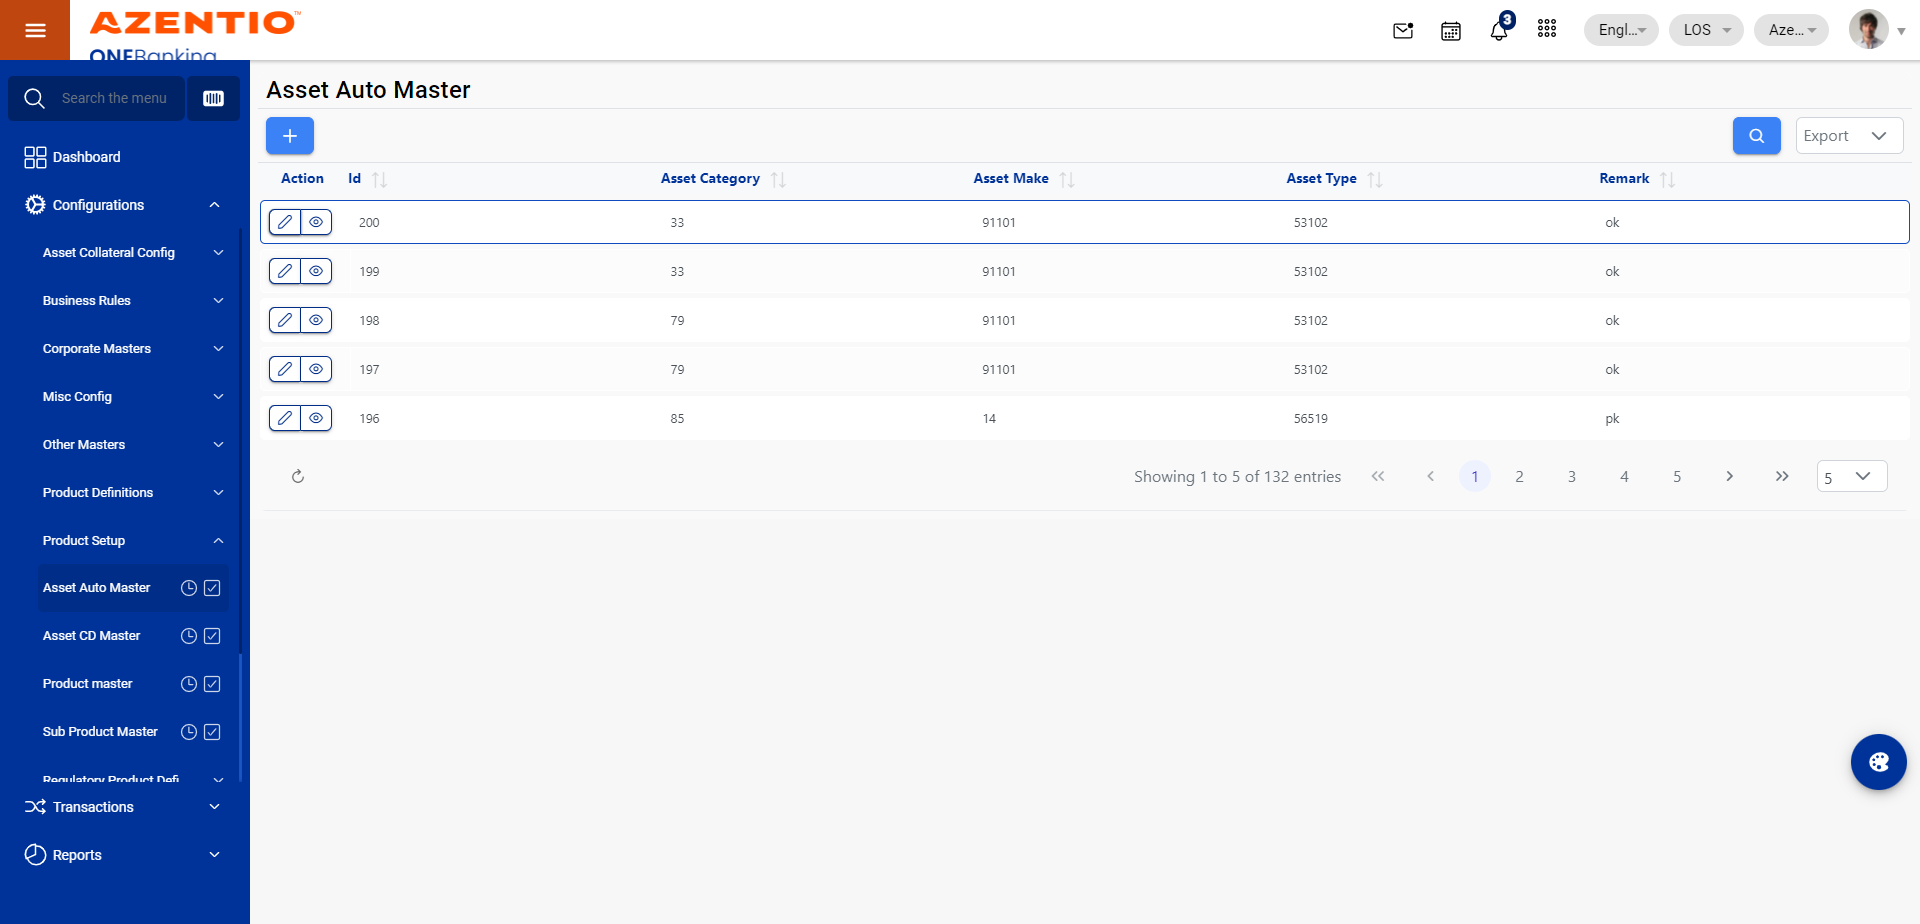 AZENTIO™
ONEBanking
3
Engl...
LOS
Aze...
Search the menu
Dashboard
Configurations
Asset Collateral Config
Business Rules
Corporate Masters
Misc Config
Other Masters
Product Definitions
Product Setup
Asset Auto Master
Asset CD Master
Product master
Sub Product Master
Regulatory Product Defi
Transactions
Reports
Asset Auto Master
Export
Action Id Asset Category Asset Make Asset Type Remark
200 33 91101 53102 ok
199 33 91101 53102 ok
198 79 91101 53102 ok
197 79 91101 53102 ok
196 85 14 56519 pk
Showing 1 to 5 of 132 entries 1 2 3 4 5 5